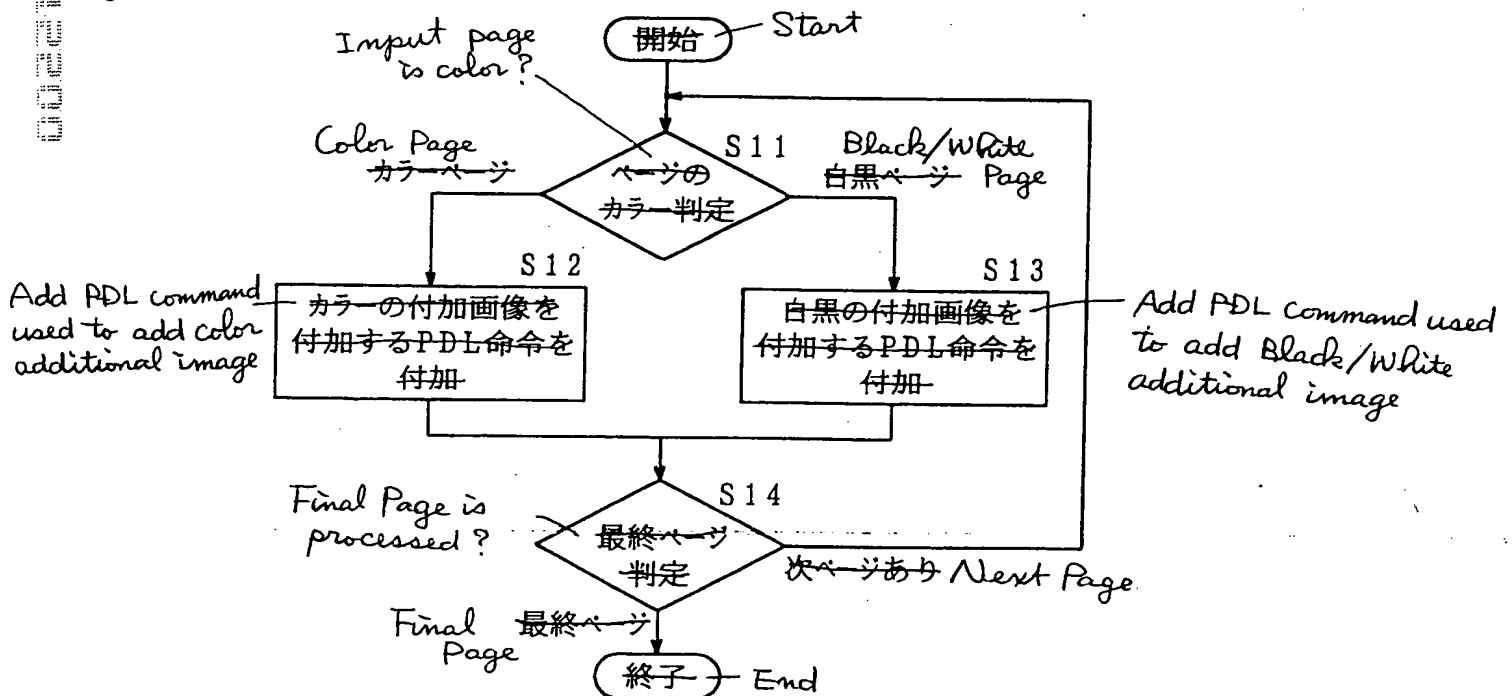 開始
Start
Input page
is color?
S11
ページの
カラー判定
Color Page
カラーページ
Black/White
白黒ページ Page
S12
カラーの付加画像を
付加するPDL命令を
付加
Add PDL command
used to add color
additional image
S13
白黒の付加画像を
付加するPDL命令を
付加
Add PDL command used
to add Black/White
additional image
S14
最終ページ
判定
Final Page is
processed?
次ページあり Next Page
Final 最終ページ
Page
終了
End